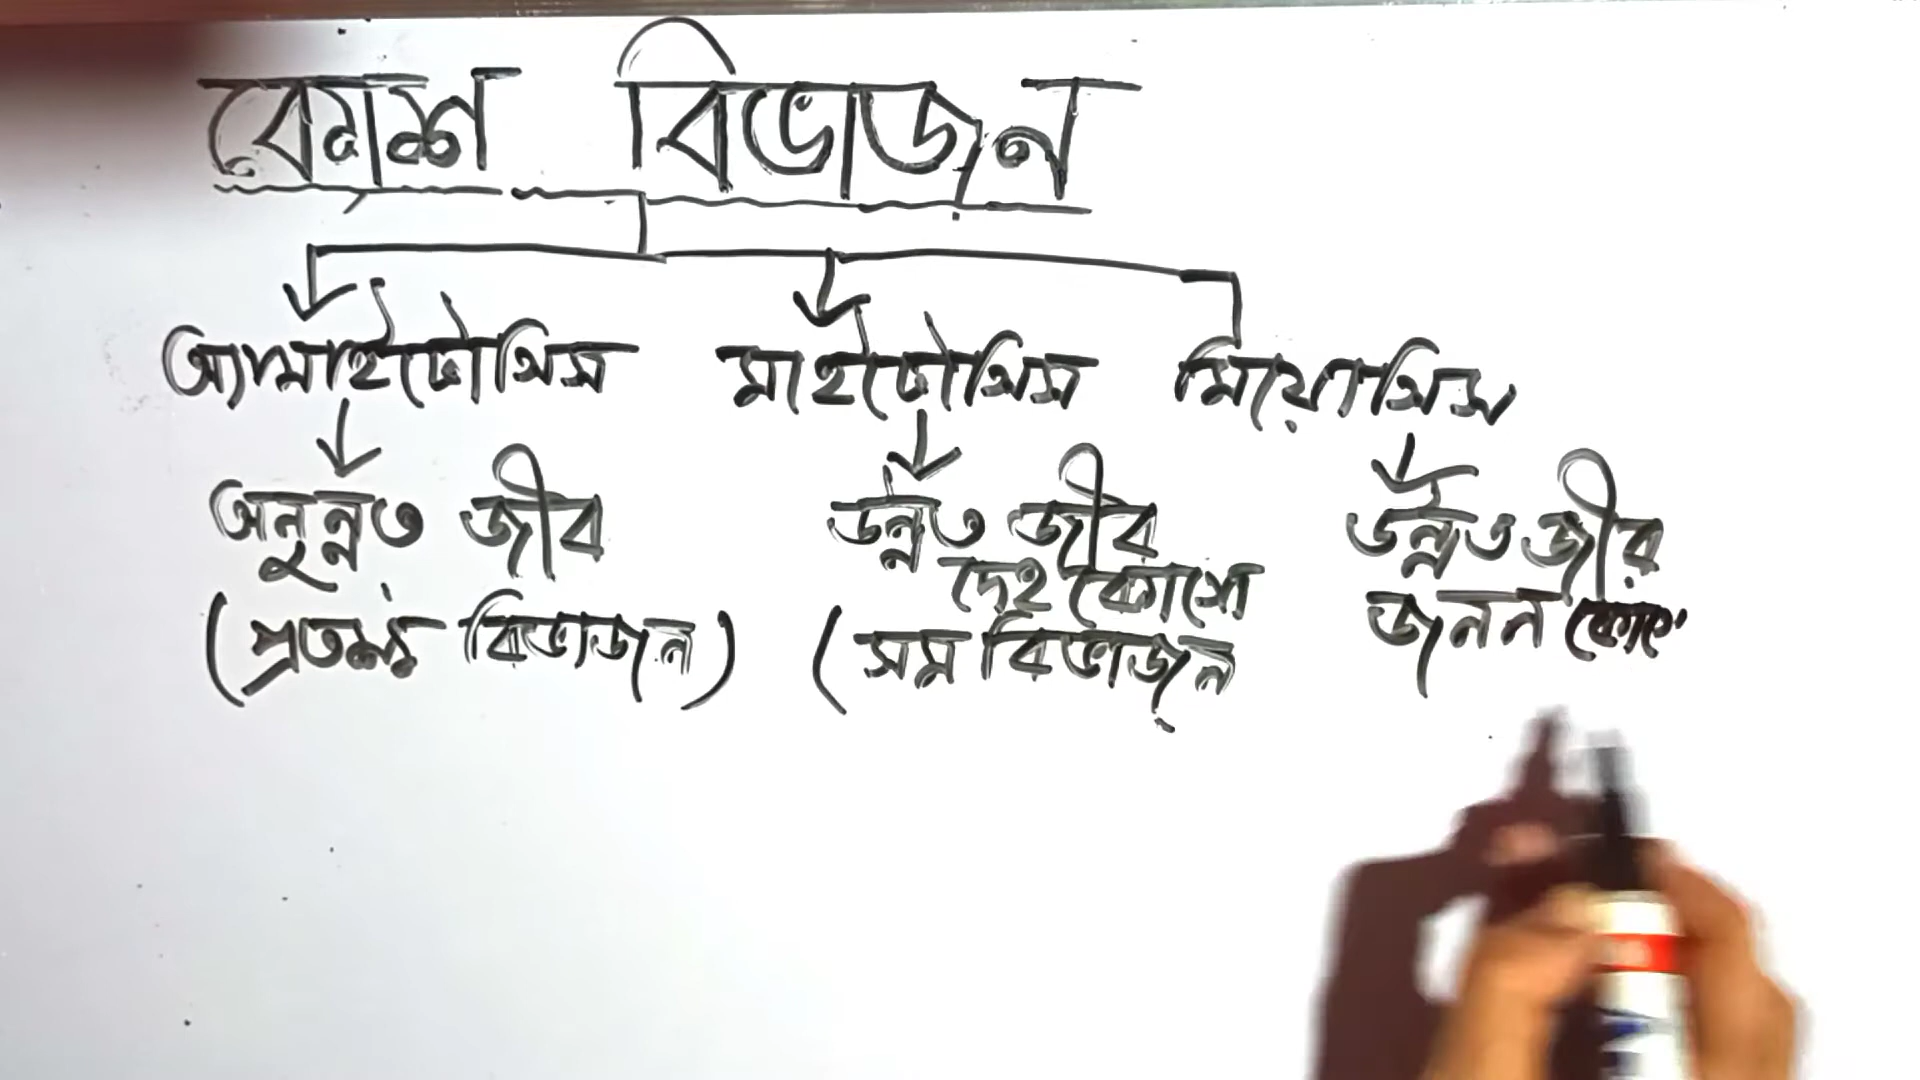 কোশ বিভাজন
অ্যামাইটোসিস মাইটোসিস মিয়োসিস
অনুন্নত জীব উন্নত জীব উন্নত জীব
দেহ কোশে
(প্রত্যক্ষ বিভাজন) (সম বিভাজন জনন কোশে